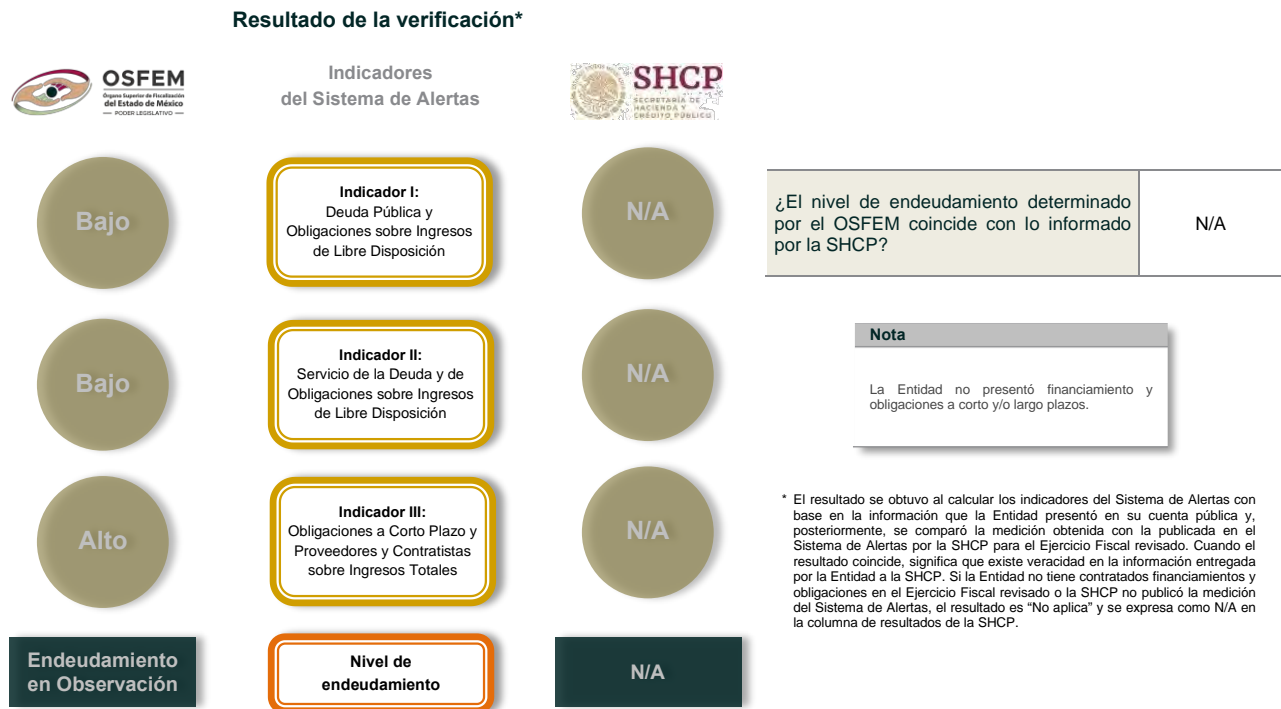 Resultado de la verificación*
OSFEM
Órgano Superior de Fiscalización
del Estado de México
PODER LEGISLATIVO
Indicadores
del Sistema de Alertas
SHCP
SECRETARÍA DE
HACIENDA Y
CRÉDITO PÚBLICO
Bajo
Indicador I:
Deuda Pública y
Obligaciones sobre Ingresos
de Libre Disposición
N/A
¿El nivel de endeudamiento determinado
por el OSFEM coincide con lo informado
por la SHCP?
N/A
Bajo
Indicador II:
Servicio de la Deuda y de
Obligaciones sobre Ingresos
de Libre Disposición
N/A
Nota
La Entidad no presentó financiamiento y
obligaciones a corto y/o largo plazos.
Alto
Indicador III:
Obligaciones a Corto Plazo y
Proveedores y Contratistas
sobre Ingresos Totales
N/A
* El resultado se obtuvo al calcular los indicadores del Sistema de Alertas con
base en la información que la Entidad presentó en su cuenta pública y,
posteriormente, se comparó la medición obtenida con la publicada en el
Sistema de Alertas por la SHCP para el Ejercicio Fiscal revisado. Cuando el
resultado coincide, significa que existe veracidad en la información entregada
por la Entidad a la SHCP. Si la Entidad no tiene contratados financiamientos y
obligaciones en el Ejercicio Fiscal revisado o la SHCP no publicó la medición
del Sistema de Alertas, el resultado es “No aplica” y se expresa como N/A en
la columna de resultados de la SHCP.
Endeudamiento
en Observación
Nivel de
endeudamiento
N/A